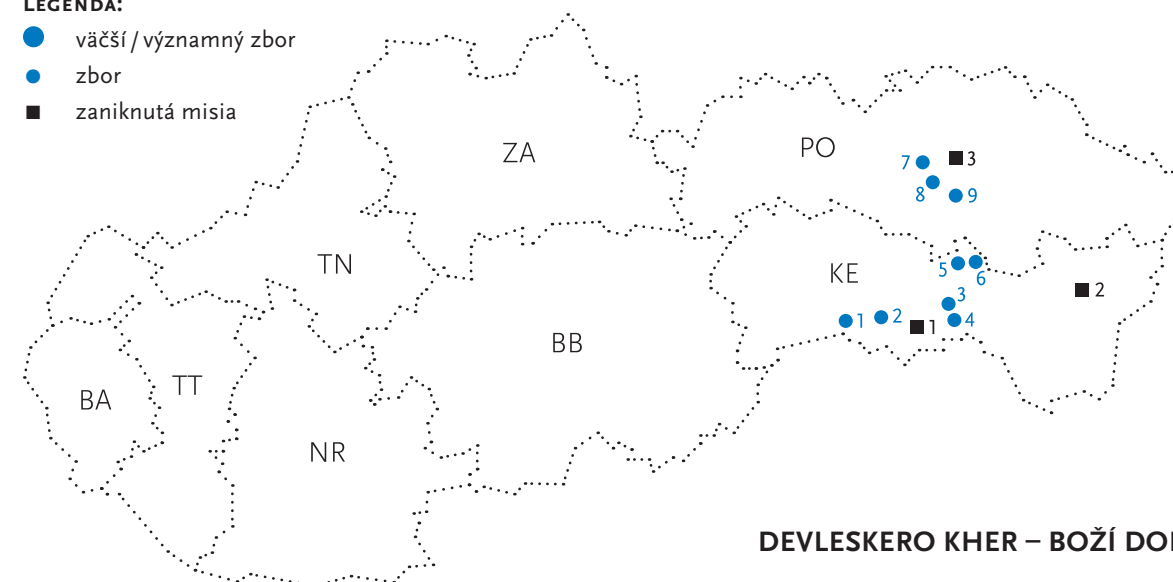 LEGENDA:
väčší / významný zbor
zbor
zaniknutá misia
ZA
PO
7
3
8
9
TN
KE
5
6
2
3
1
2
1
4
BB
TT
BA
NR
DEVLESKERO KHER – BOŽÍ